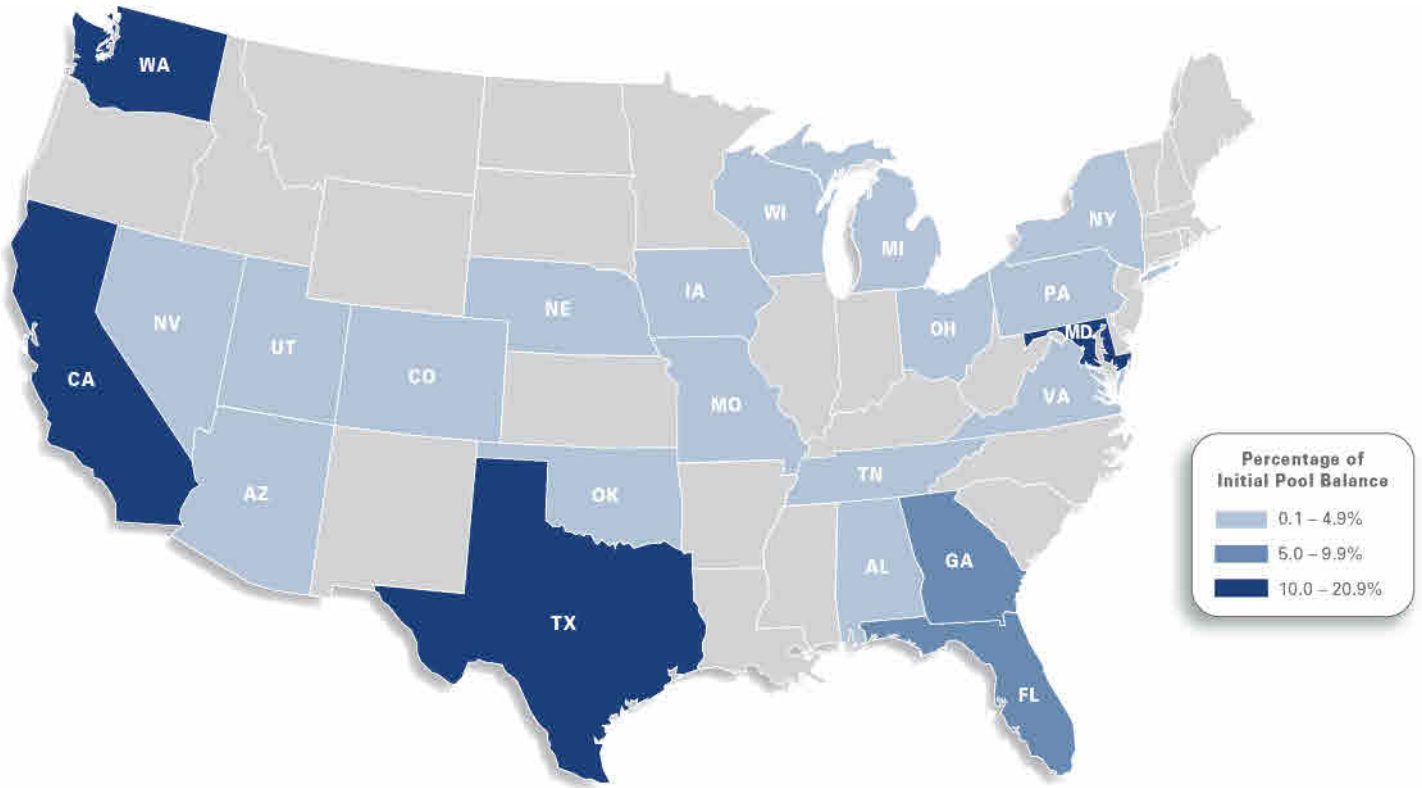 WA
WI
NY
MI
IA
PA
NE
NV
OH
MD
UT
CO
CA
VA
MO
TN
AZ
OK
AL
GA
TX
FL
Percentage of
Initial Pool Balance
0.1 – 4.9%
5.0 – 9.9%
10.0 – 20.9%